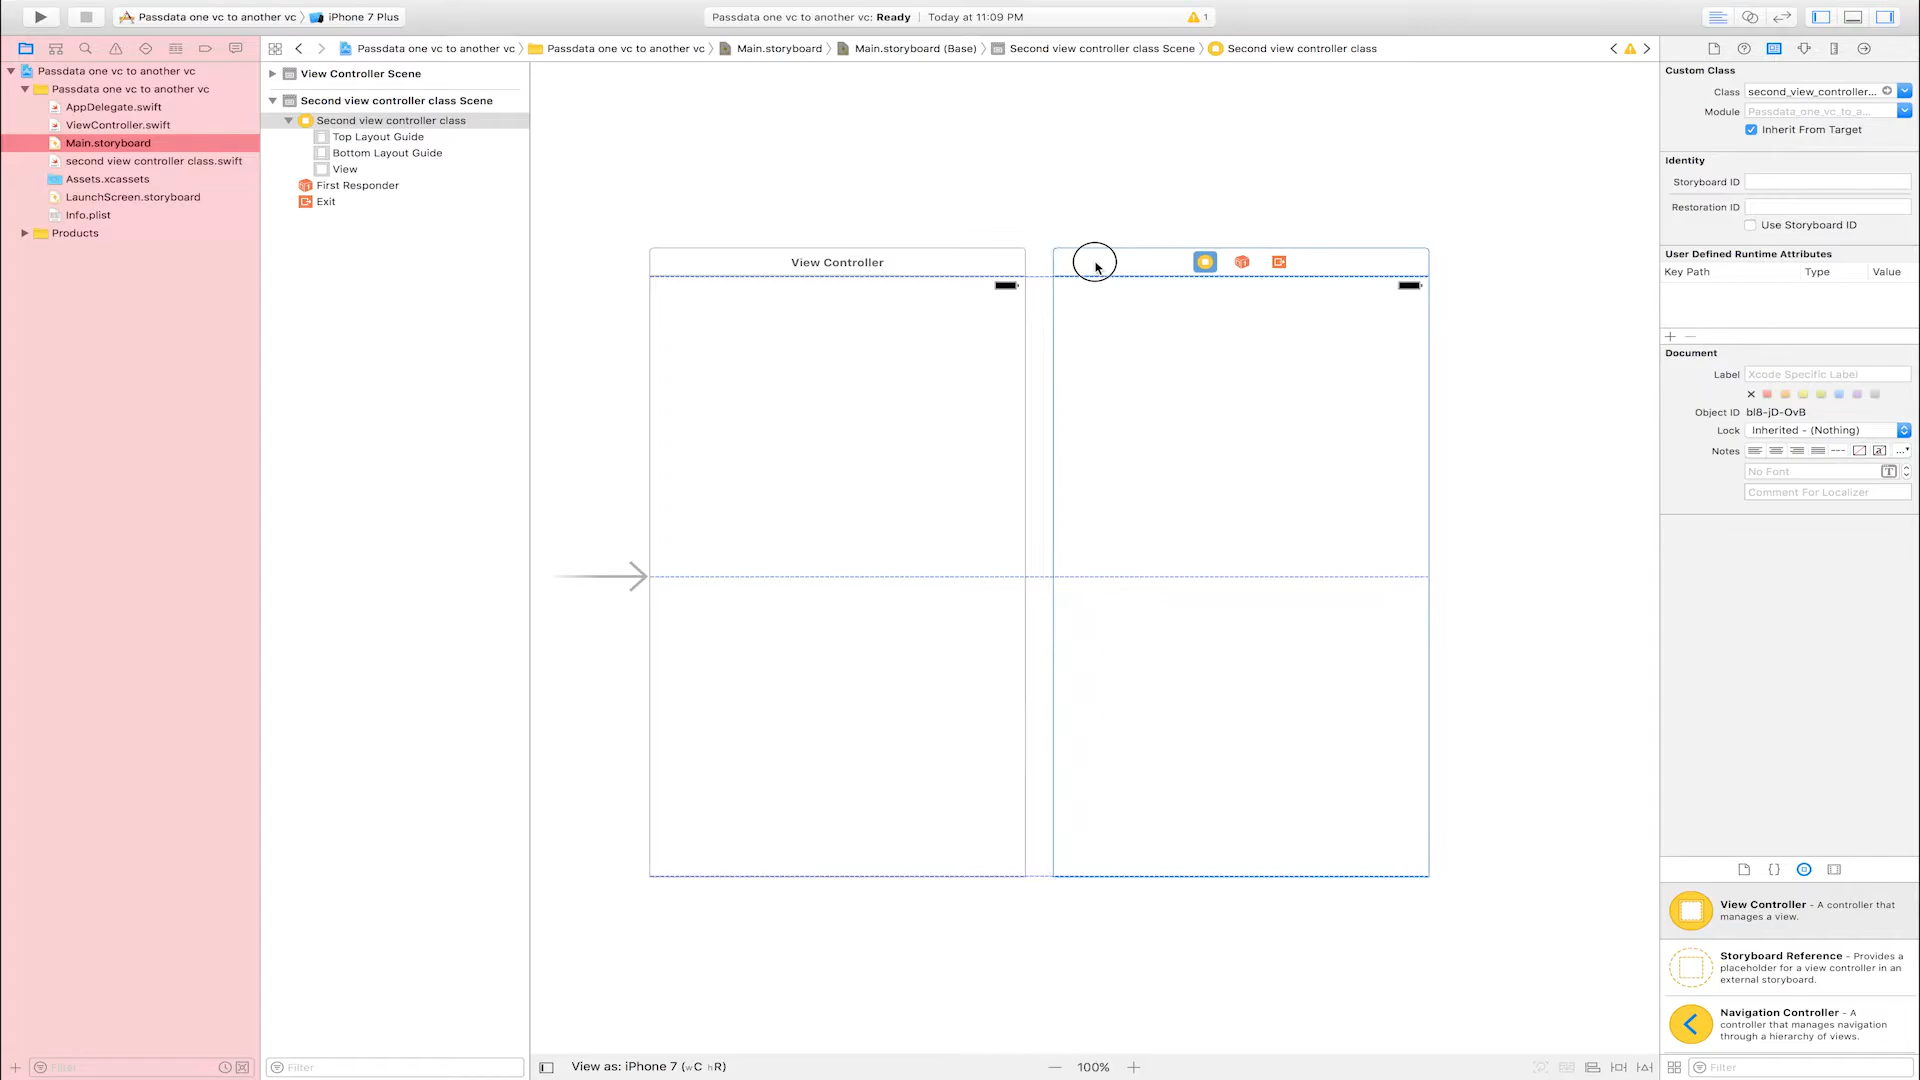 Passdata one vc to another vc
iPhone 7 Plus
Passdata one vc to another vc: Ready
Today at 11:09 PM
1
Passdata one vc to another vc
Passdata one vc to another vc
Main.storyboard
Main.storyboard (Base)
Second view controller class Scene
Second view controller class
Passdata one vc to another vc
Passdata one vc to another vc
AppDelegate.swift
ViewController.swift
Main.storyboard
second view controller class.swift
Assets.xcassets
LaunchScreen.storyboard
Info.plist
Products
Filter
View Controller Scene
Second view controller class Scene
Second view controller class
Top Layout Guide
Bottom Layout Guide
View
First Responder
Exit
Filter
View Controller
View as: iPhone 7 (wC hR)
100%
Custom Class
Class second_view_controller...
Module Passdata_one_vc_to_a...
Inherit From Target
Identity
Storyboard ID
Restoration ID
Use Storyboard ID
User Defined Runtime Attributes
Key Path Type Value
Document
Label Xcode Specific Label
Object ID bl8-jD-OvB
Lock Inherited - (Nothing)
Notes
No Font
Comment For Localizer
View Controller - A controller that
manages a view.
Storyboard Reference - Provides a
placeholder for a view controller in an
external storyboard.
Navigation Controller - A
controller that manages navigation
through a hierarchy of views.
Filter